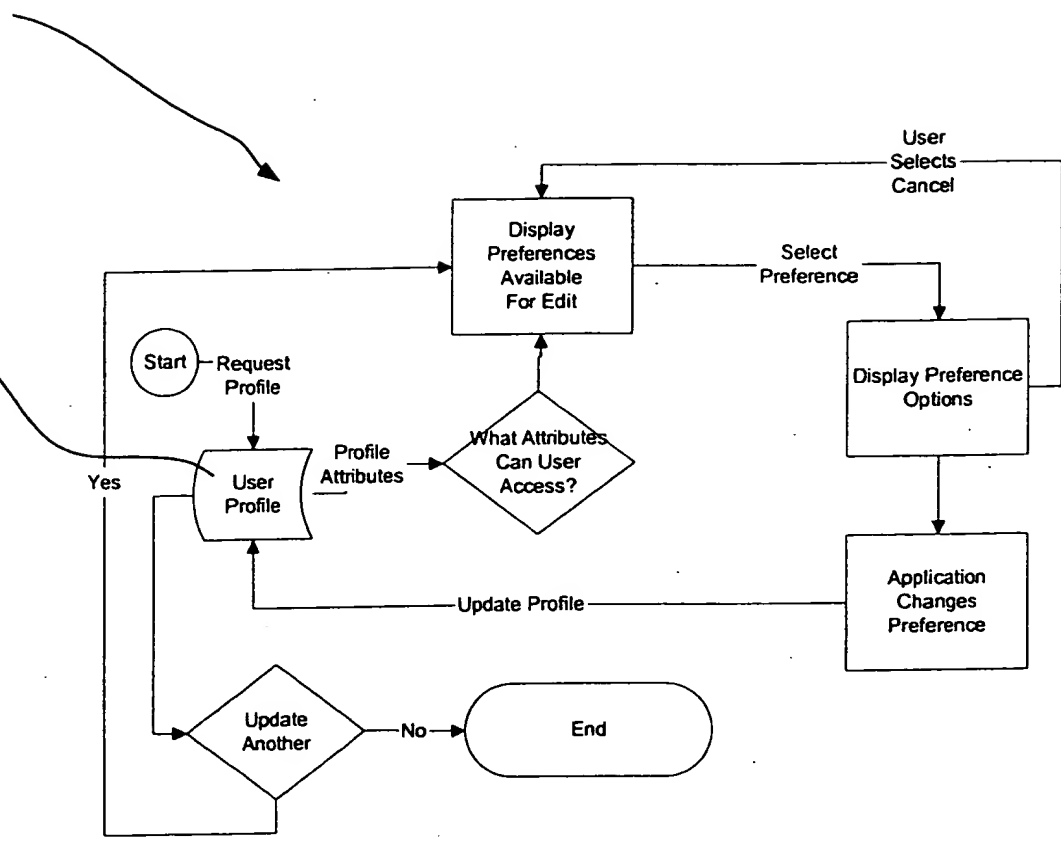 User
Selects
Cancel
Display
Preferences
Available
For Edit
Select
Preference
Start
Request
Profile
Display Preference
Options
What Attributes
Can User
Access?
Profile
Attributes
User
Profile
Yes
Application
Changes
Preference
Update Profile
Update
Another
No
End